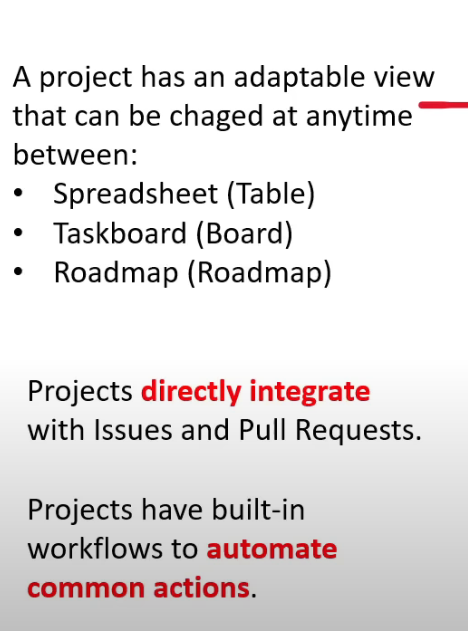 A project has an adaptable view
that can be chaged at anytime
between:
• Spreadsheet (Table)
• Taskboard (Board)
• Roadmap (Roadmap)
Projects directly integrate
with Issues and Pull Requests.
Projects have built-in
workflows to automate
common actions.